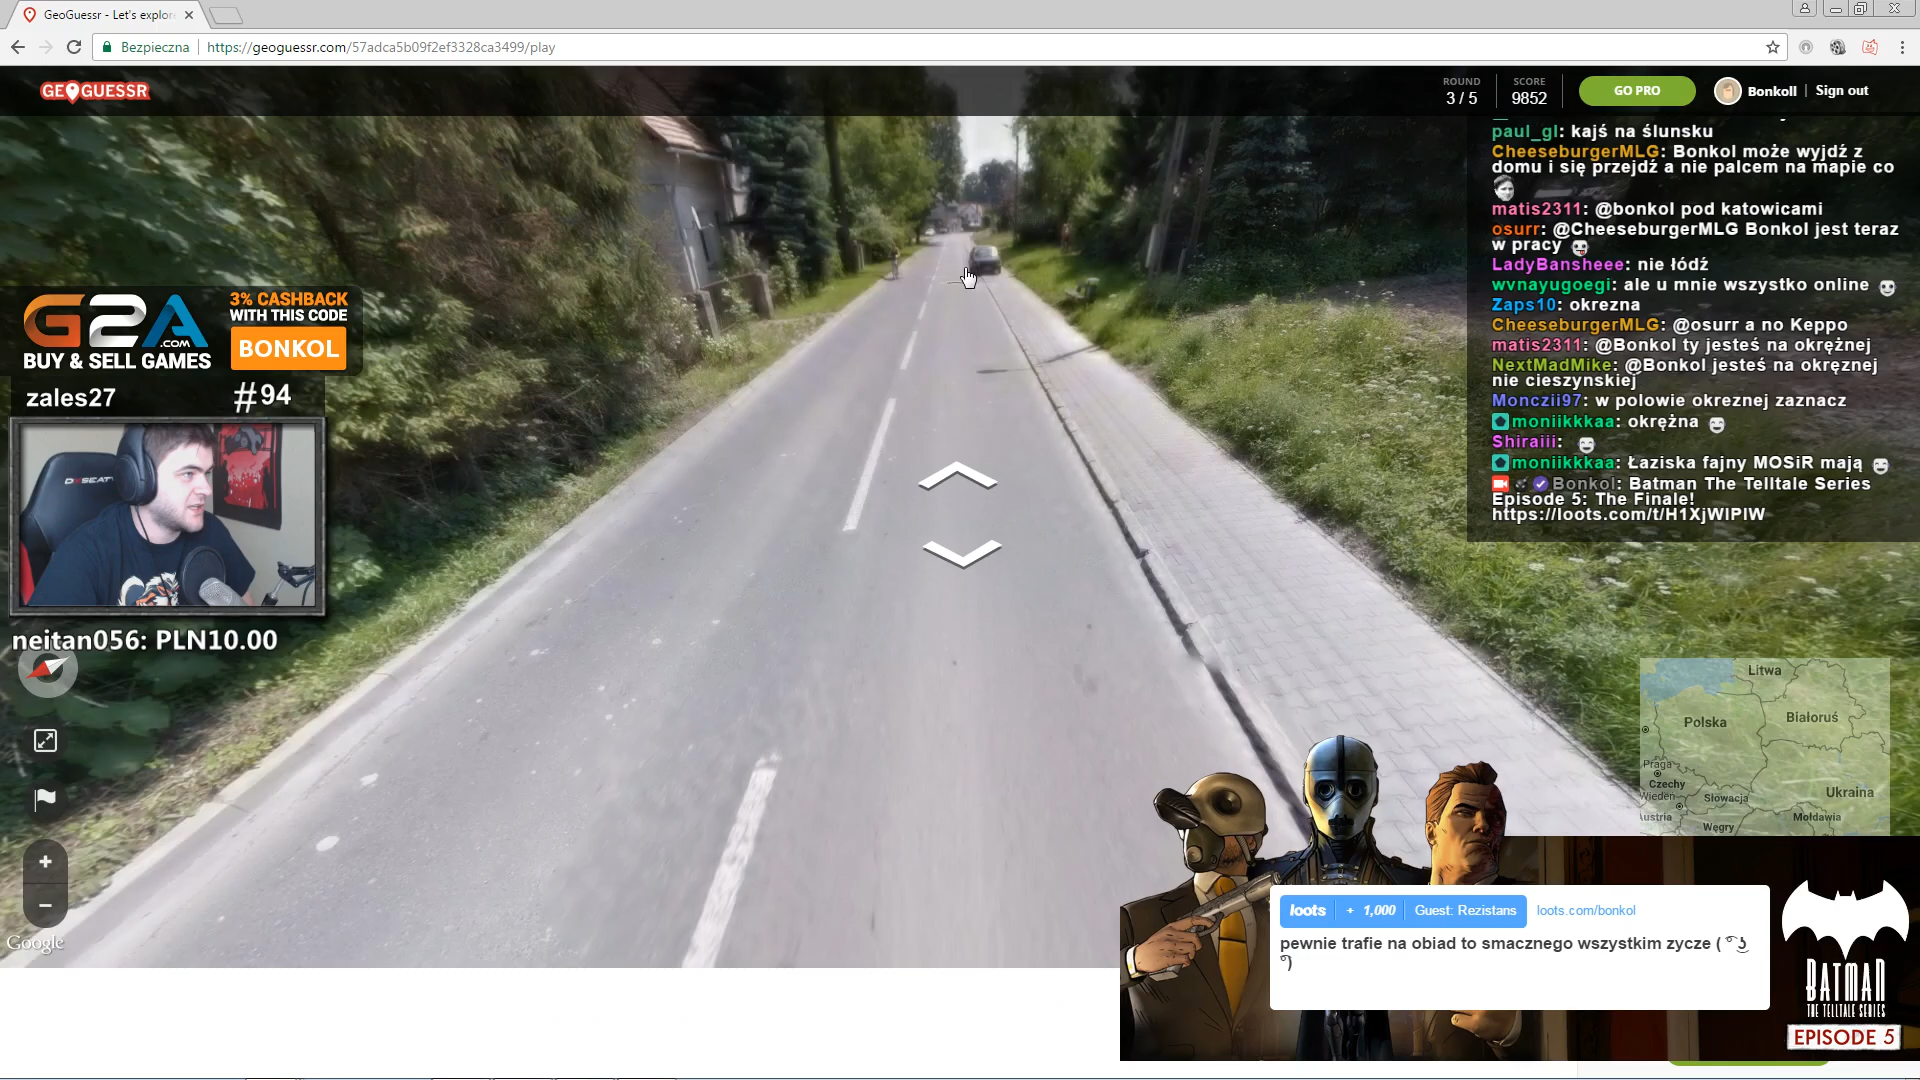 GeoGuessr - Let's explor
Bezpieczna
https://geoguessr.com/57adca5b09f2ef3328ca3499/play
GEOGUESSR
ROUND
3 / 5
SCORE
9852
GO PRO
Bonkoll
Sign out
paul_gl: kajś na ślunsku
CheeseburgerMLG: Bonkol może wyjdź z
domu i się przejdź a nie palcem na mapie co
matis2311: @bonkol pod katowicami
osurr: @CheeseburgerMLG Bonkol jest teraz
w pracy
LadyBansheee: nie łódź
wvnayugoegi: ale u mnie wszystko online
Zaps10: okrezna
CheeseburgerMLG: @osurr a no Keppo
matis2311: @Bonkol ty jesteś na okrężnej
NextMadMike: @Bonkol jesteś na okręznej
nie cieszynskiej
Monczii97: w polowie okreznej zaznacz
moniikkkaa: okrężna
Shiraiii:
moniikkkaa: Łaziska fajny MOSiR mają
Bonkol: Batman The Telltale Series
Episode 5: The Finale!
https://loots.com/t/H1XjWlPlW
G2A
.COM
BUY & SELL GAMES
3% CASHBACK
WITH THIS CODE
BONKOL
zales27
#94
DXSEAT
neitan056: PLN10.00
Google
Litwa
Polska
Białoruś
Praga
Czechy
Wiedeń
Słowacja
Ukraina
Austria
Węgry
Mołdawia
loots
+ 1,000
Guest: Rezistans
loots.com/bonkol
pewnie trafie na obiad to smacznego wszystkim zycze ( ͡° ͜ʖ
͡°)
BATMAN
THE TELLTALE SERIES
EPISODE 5